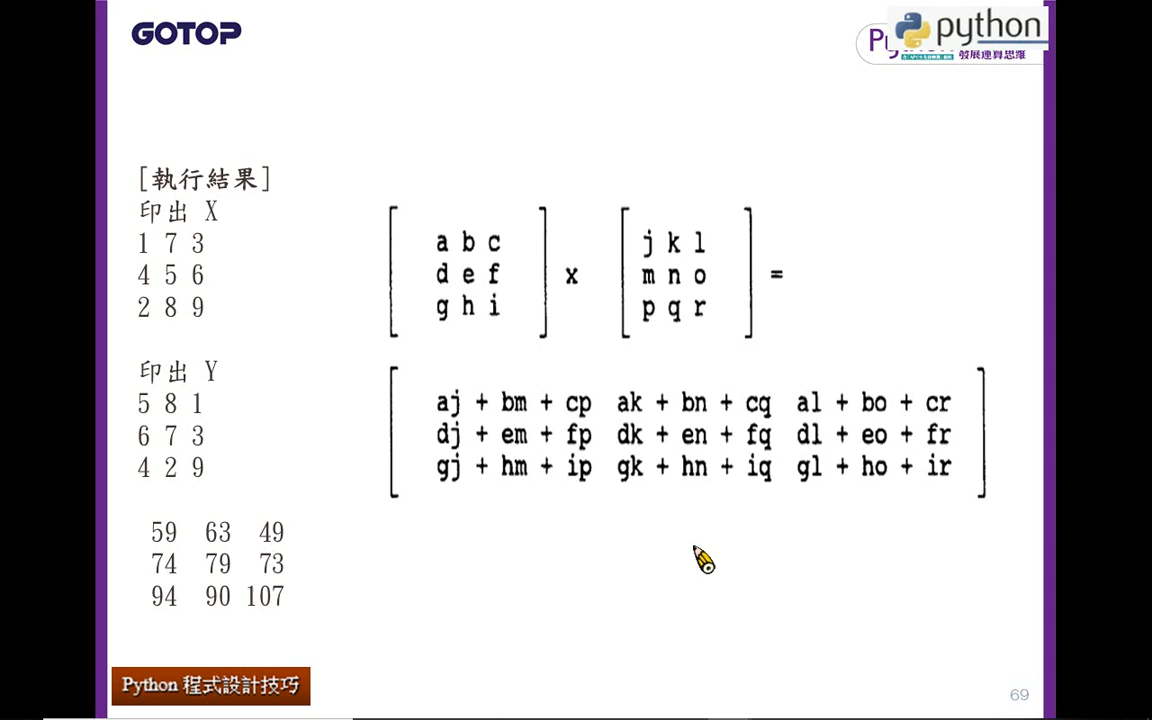 GOTOP
python
發展運算思維
[執行結果]
印出 X
1 7 3
4 5 6
2 8 9
印出 Y
5 8 1
6 7 3
4 2 9
59 63 49
74 79 73
94 90 107
a b c
d e f
g h i
x
j k l
m n o
p q r
=
aj + bm + cp ak + bn + cq al + bo + cr
dj + em + fp dk + en + fq dl + eo + fr
gj + hm + ip gk + hn + iq gl + ho + ir
Python 程式設計技巧
69